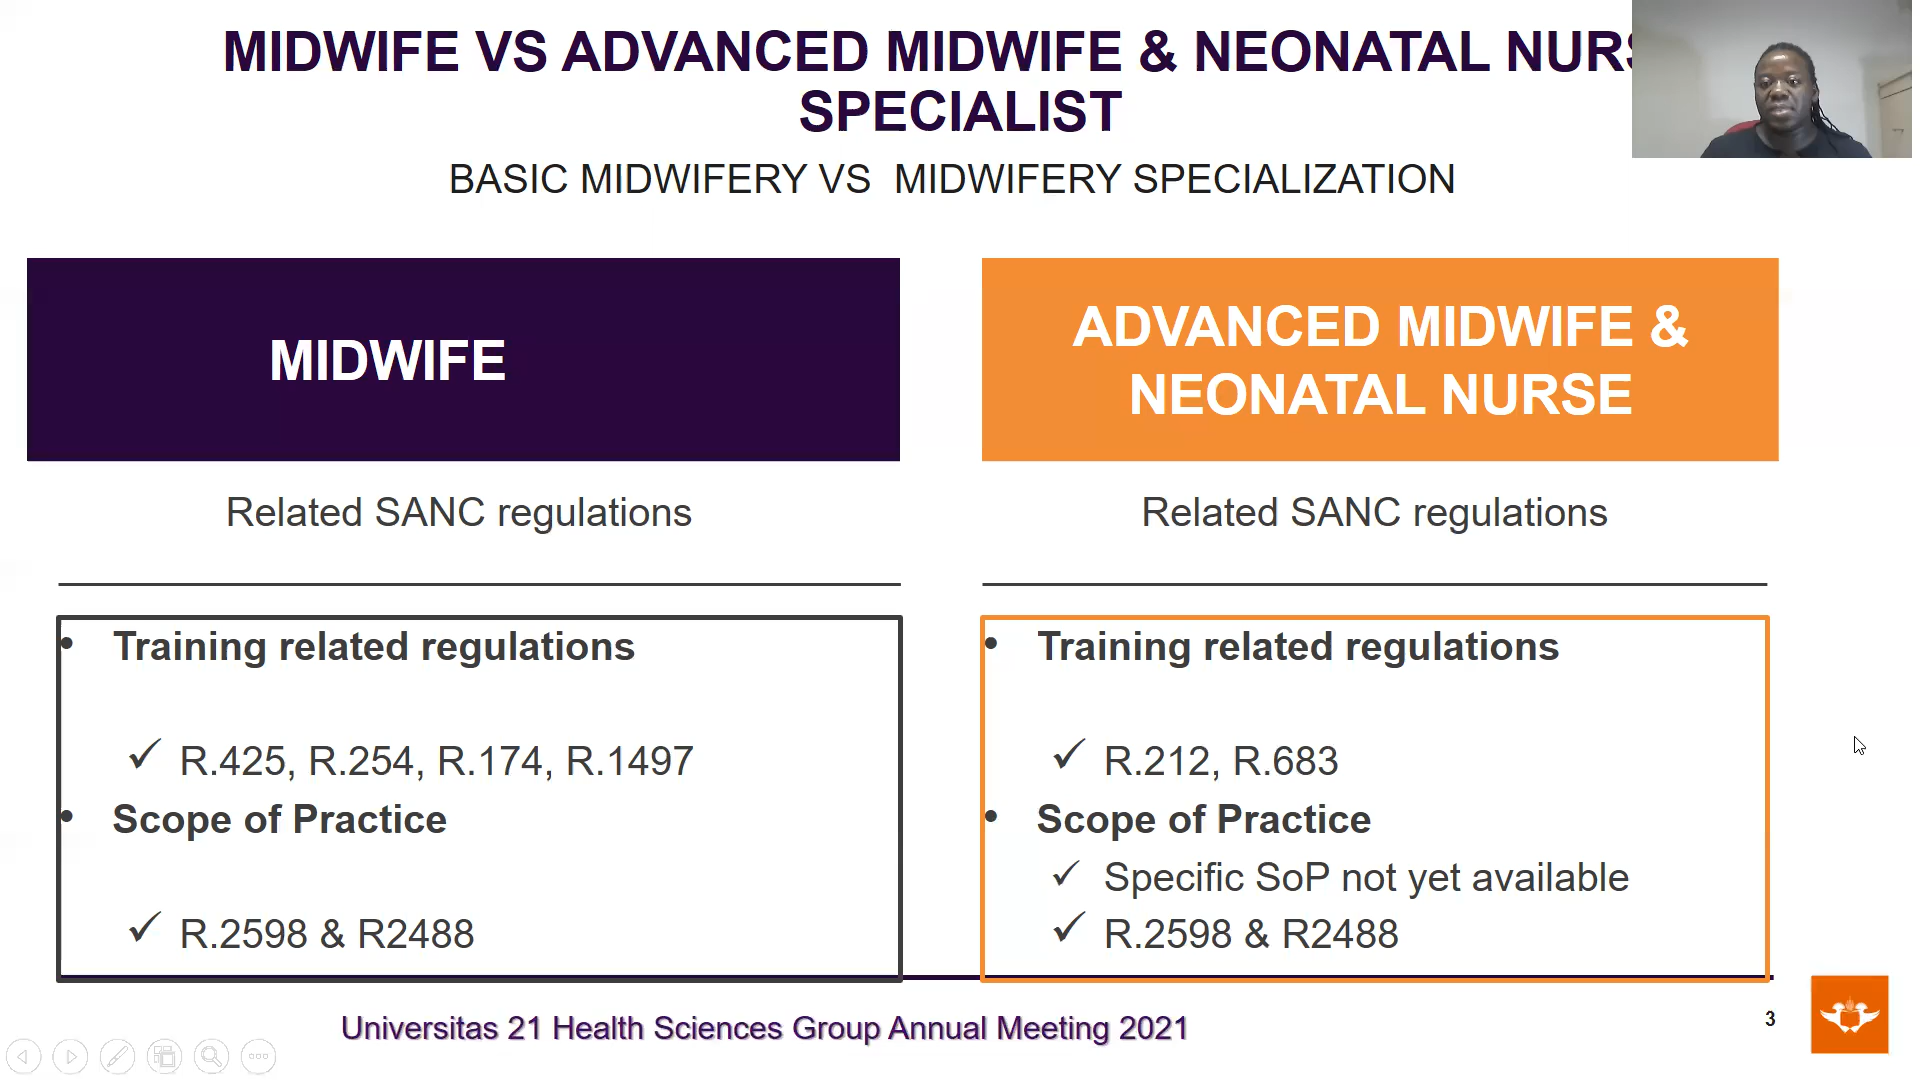 MIDWIFE VS ADVANCED MIDWIFE & NEONATAL NURS
SPECIALIST
BASIC MIDWIFERY VS MIDWIFERY SPECIALIZATION
MIDWIFE
Related SANC regulations
• Training related regulations
✓ R.425, R.254, R.174, R.1497
• Scope of Practice
✓ R.2598 & R2488
ADVANCED MIDWIFE &
NEONATAL NURSE
Related SANC regulations
• Training related regulations
✓ R.212, R.683
• Scope of Practice
✓ Specific SoP not yet available
✓ R.2598 & R2488
Universitas 21 Health Sciences Group Annual Meeting 2021
3